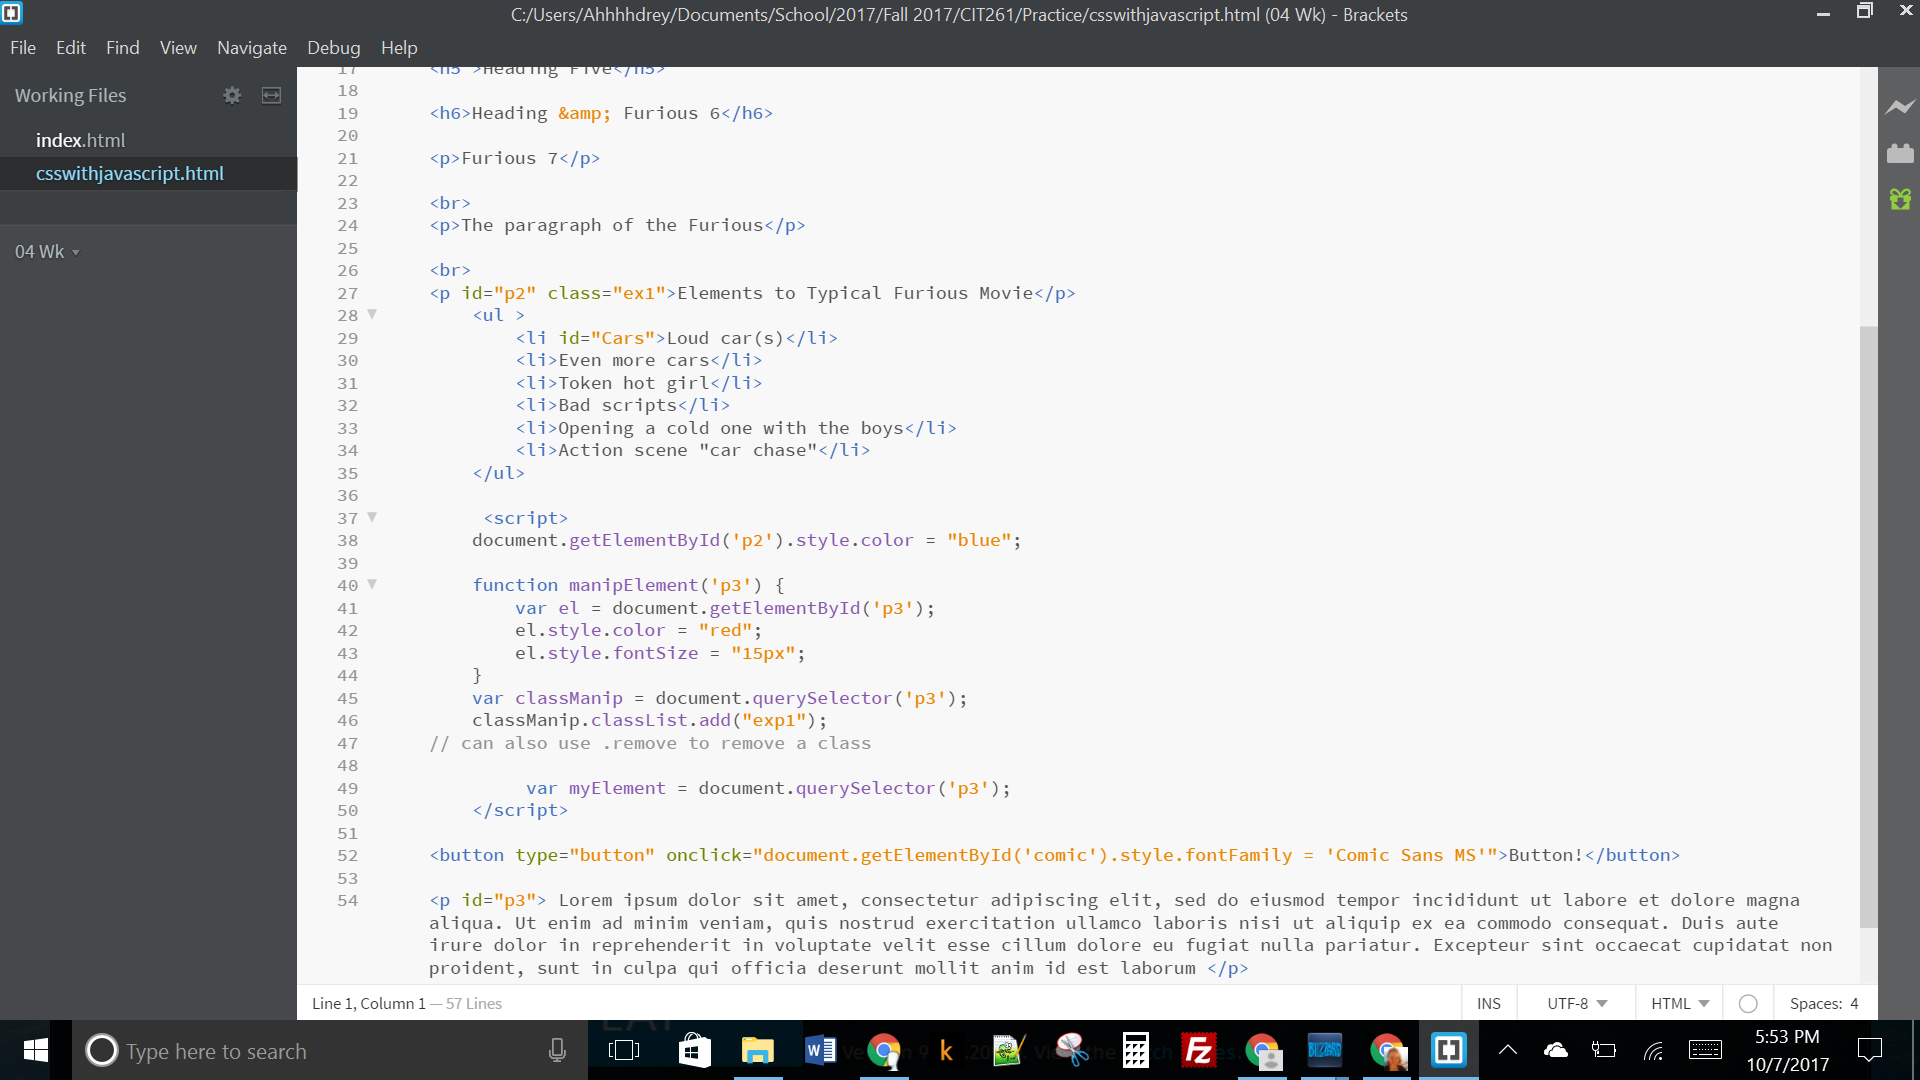 C:/Users/Ahhhhdrey/Documents/School/2017/Fall 2017/CIT261/Practice/csswithjavascript.html (04 Wk) - Brackets
File Edit Find View Navigate Debug Help
Working Files
index.html
csswithjavascript.html
04 Wk
17 <h5 >Heading Five</h5>
18
19 <h6>Heading &amp; Furious 6</h6>
20
21 <p>Furious 7</p>
22
23 <br>
24 <p>The paragraph of the Furious</p>
25
26 <br>
27 <p id="p2" class="ex1">Elements to Typical Furious Movie</p>
28 <ul >
29 <li id="Cars">Loud car(s)</li>
30 <li>Even more cars</li>
31 <li>Token hot girl</li>
32 <li>Bad scripts</li>
33 <li>Opening a cold one with the boys</li>
34 <li>Action scene "car chase"</li>
35 </ul>
36
37 <script>
38 document.getElementById('p2').style.color = "blue";
39
40 function manipElement('p3') {
41 var el = document.getElementById('p3');
42 el.style.color = "red";
43 el.style.fontSize = "15px";
44 }
45 var classManip = document.querySelector('p3');
46 classManip.classList.add("exp1");
47 // can also use .remove to remove a class
48
49 var myElement = document.querySelector('p3');
50 </script>
51
52 <button type="button" onclick="document.getElementById('comic').style.fontFamily = 'Comic Sans MS'">Button!</button>
53
54 <p id="p3"> Lorem ipsum dolor sit amet, consectetur adipiscing elit, sed do eiusmod tempor incididunt ut labore et dolore magna
aliqua. Ut enim ad minim veniam, quis nostrud exercitation ullamco laboris nisi ut aliquip ex ea commodo consequat. Duis aute
irure dolor in reprehenderit in voluptate velit esse cillum dolore eu fugiat nulla pariatur. Excepteur sint occaecat cupidatat non
proident, sunt in culpa qui officia deserunt mollit anim id est laborum </p>
Line 1, Column 1 — 57 Lines
INS UTF-8 HTML Spaces: 4
Type here to search
BLIZZARD
5:53 PM
10/7/2017